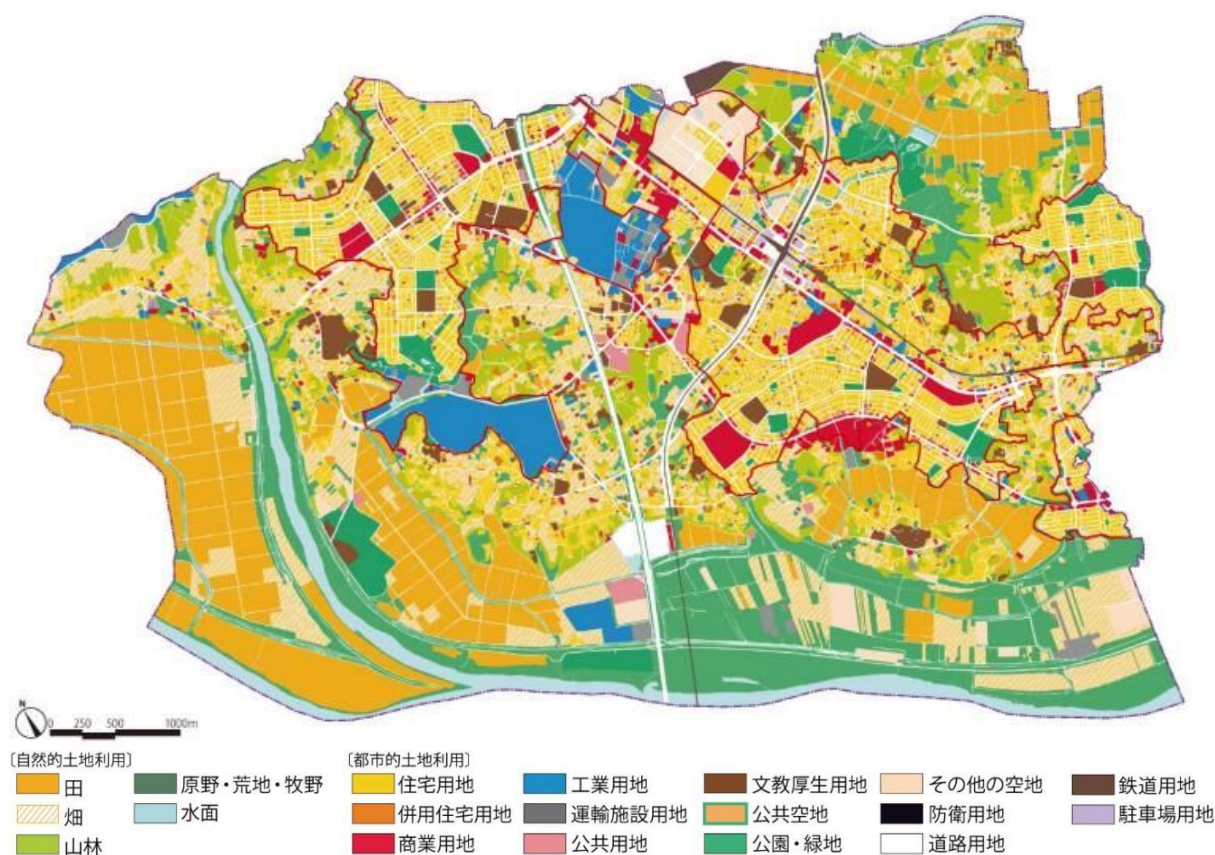 N
0 250 500 1000m
〔自然的土地利用〕
田
畑
山林
原野・荒地・牧野
水面
〔都市的土地利用〕
住宅用地
併用住宅用地
商業用地
工業用地
運輸施設用地
公共用地
文教厚生用地
公共空地
公園・緑地
その他の空地
防衛用地
道路用地
鉄道用地
駐車場用地